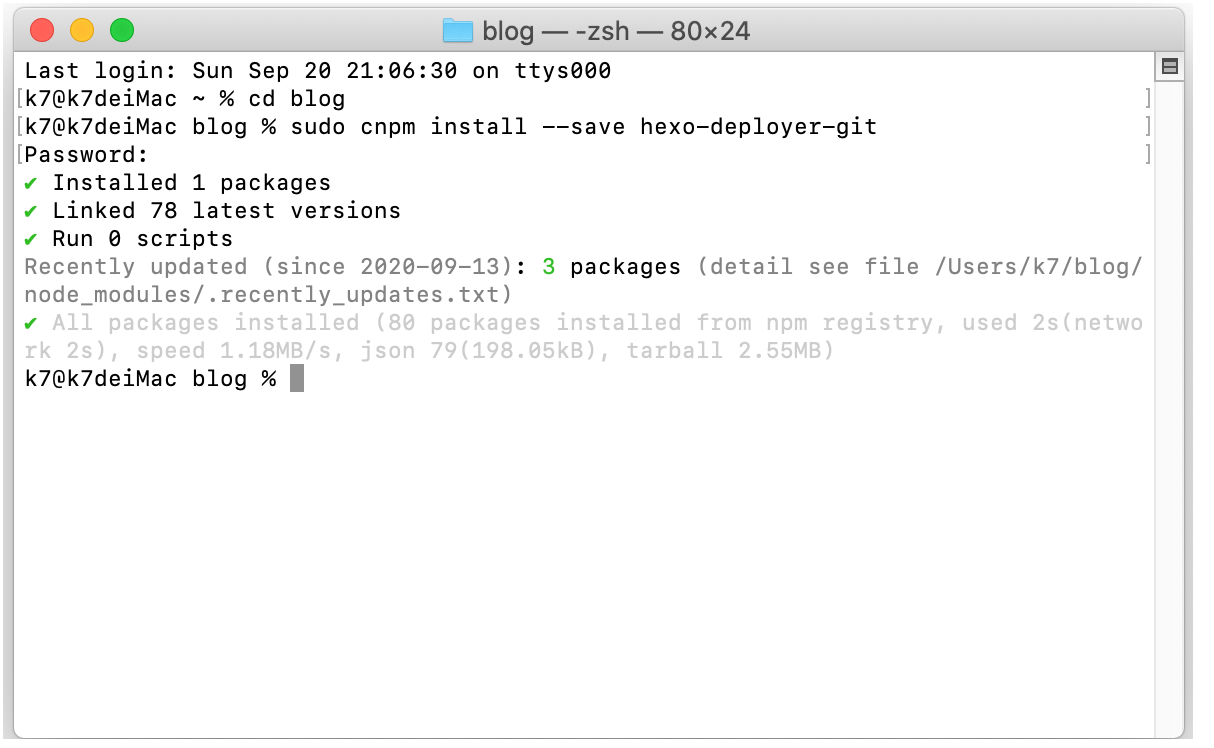 blog — -zsh — 80×24
Last login: Sun Sep 20 21:06:30 on ttys000
[k7@k7deiMac ~ % cd blog ]
[k7@k7deiMac blog % sudo cnpm install --save hexo-deployer-git ]
[Password: ]
✔ Installed 1 packages
✔ Linked 78 latest versions
✔ Run 0 scripts
Recently updated (since 2020-09-13): 3 packages (detail see file /Users/k7/blog/
node_modules/.recently_updates.txt)
✔ All packages installed (80 packages installed from npm registry, used 2s(netwo
rk 2s), speed 1.18MB/s, json 79(198.05kB), tarball 2.55MB)
k7@k7deiMac blog %